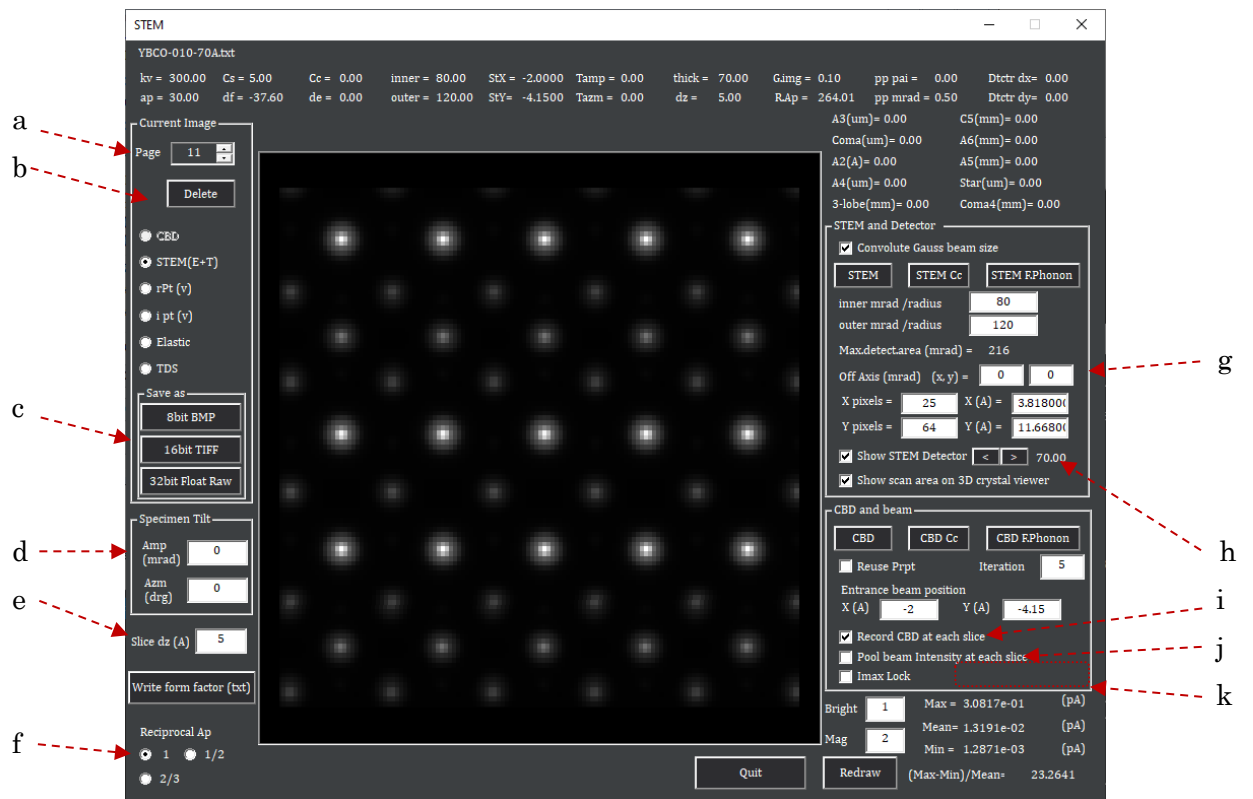 STEM
YBCO-010-70A.txt
kv = 300.00 Cs = 5.00 Cc = 0.00 inner = 80.00 StX = -2.0000 Tamp = 0.00 thick = 70.00 G.img = 0.10 pp pai = 0.00 Dtctr dx= 0.00
ap = 30.00 df = -37.60 de = 0.00 outer = 120.00 StY= -4.1500 Tazm = 0.00 dz = 5.00 R.Ap = 264.01 pp mrad = 0.50 Dtctr dy= 0.00
A3(um)= 0.00 C5(mm)= 0.00
Coma(um)= 0.00 A6(mm)= 0.00
A2(A)= 0.00 A5(mm)= 0.00
A4(um)= 0.00 Star(um)= 0.00
3-lobe(mm)= 0.00 Coma4(mm)= 0.00
a
Current Image
Page 11
b
Delete
CBD
STEM(E+T)
rPt (v)
i pt (v)
Elastic
TDS
c
Save as
8bit BMP
16bit TIFF
32bit Float Raw
d
Specimen Tilt
Amp 0
(mrad)
Azm 0
(drg)
e
Slice dz (A) 5
Write form factor (txt)
f
Reciprocal Ap
1 1/2
2/3
STEM and Detector
Convolute Gauss beam size
STEM STEM Cc STEM F.Phonon
inner mrad /radius 80
outer mrad /radius 120
Max.detect.area (mrad) = 216
g
Off Axis (mrad) (x, y) = 0 0
X pixels = 25 X (A) = 3.81800(
Y pixels = 64 Y (A) = 11.6680(
Show STEM Detector < > 70.00
Show scan area on 3D crystal viewer
h
CBD and beam
CBD CBD Cc CBD F.Phonon
Reuse Prpt Iteration 5
Entrance beam position
X (A) -2 Y (A) -4.15
i
Record CBD at each slice
j
Pool beam Intensity at each slice
k
Imax Lock
Bright 1 Max = 3.0817e-01 (pA)
Mean= 1.3191e-02 (pA)
Mag 2 Min = 1.2871e-03 (pA)
Quit Redraw (Max-Min)/Mean= 23.2641